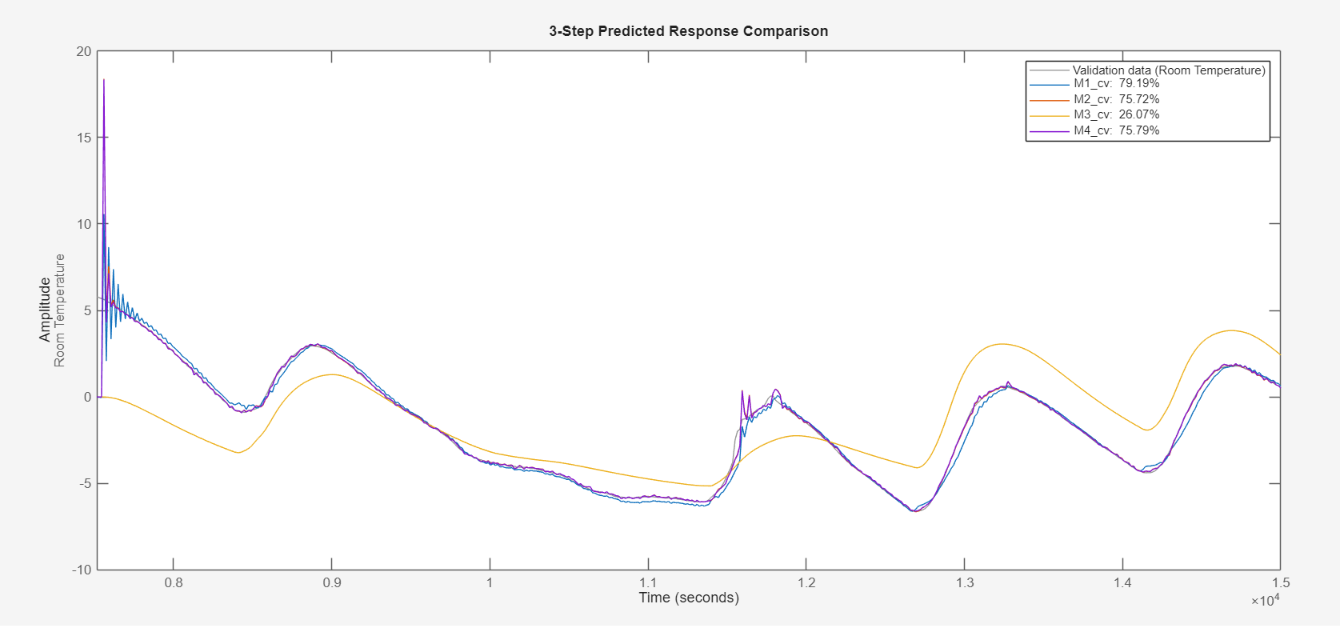 3-Step Predicted Response Comparison
20
15
10
5
0
-5
-10
Amplitude
Room Temperature
Validation data (Room Temperature)
M1_cv: 79.19%
M2_cv: 75.72%
M3_cv: 26.07%
M4_cv: 75.79%
0.8
0.9
1
1.1
1.2
1.3
1.4
1.5
Time (seconds)
×10⁴